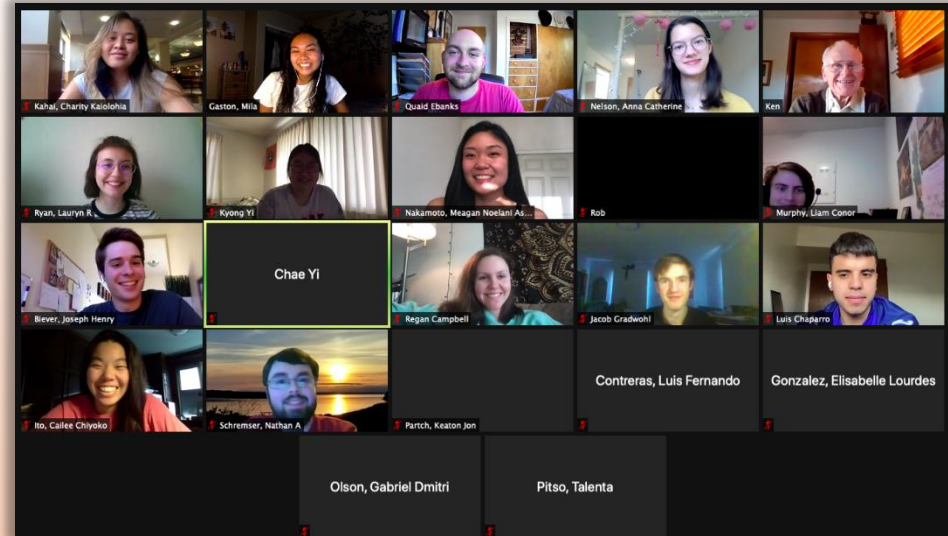 Kahai, Charity Kaiolohia
Gaston, Mila
Quaid Ebanks
Nelson, Anna Catherine
Ken
Ryan, Lauryn R
Kyong Yi
Nakamoto, Meagan Noelani As...
Rob
Murphy, Liam Conor
Biever, Joseph Henry
Chae Yi
Regan Campbell
Jacob Gradwohl
Luis Chaparro
Ito, Cailee Chiyoko
Schremser, Nathan A
Partch, Keaton Jon
Contreras, Luis Fernando
Gonzalez, Elisabelle Lourdes
Olson, Gabriel Dmitri
Pitso, Talenta